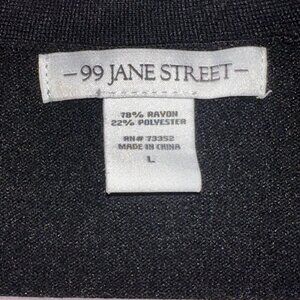 – 99 JANE STREET –
78% RAYON
22% POLYESTER
RN# 73352
MADE IN CHINA
L